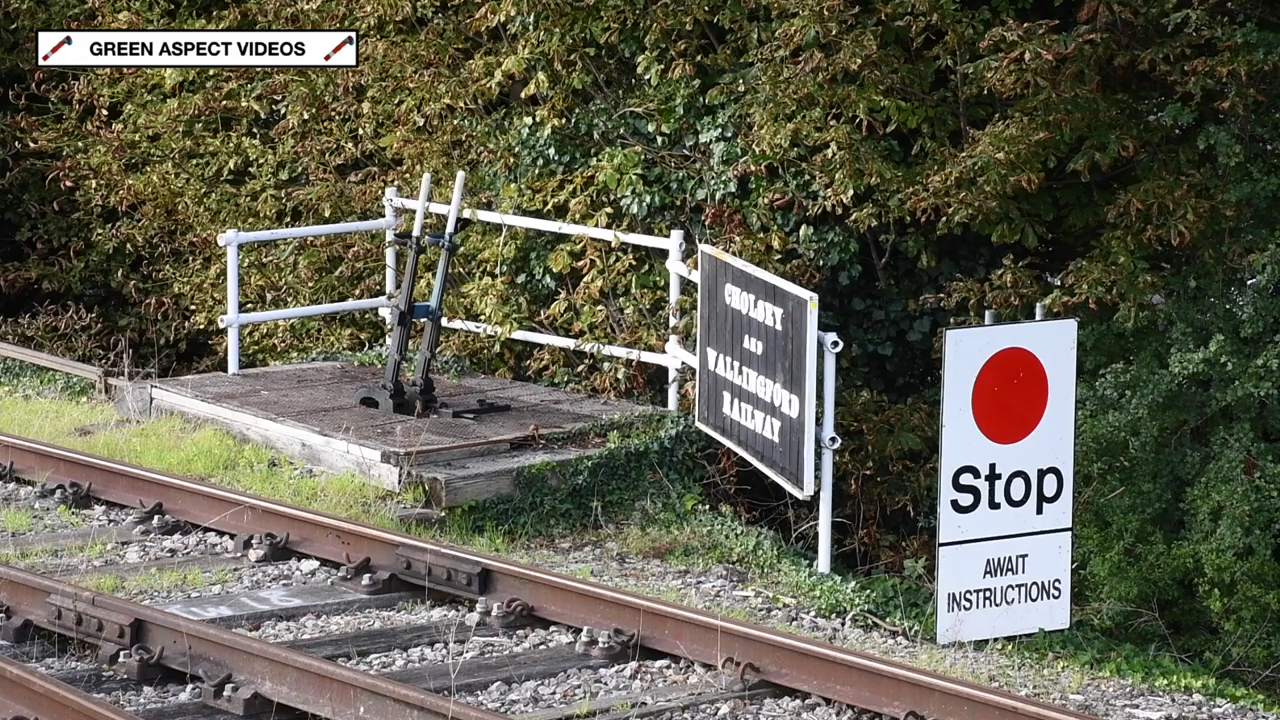 GREEN ASPECT VIDEOS
CHOLSEY
AND
WALLINGFORD
RAILWAY
Stop
AWAIT
INSTRUCTIONS